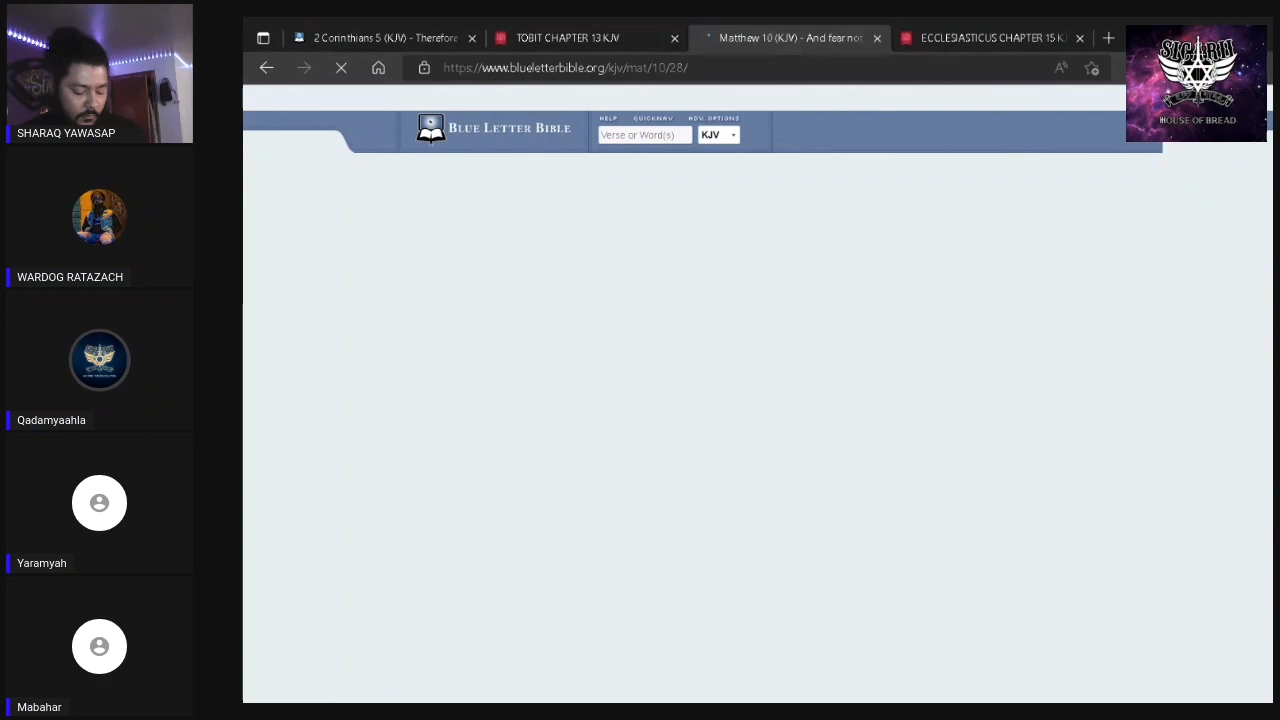 SHARAQ YAWASAP
WARDOG RATAZACH
Qadamyaahla
Yaramyah
Mabahar
2 Corinthians 5 (KJV) - Therefore
TOBIT CHAPTER 13 KJV
Matthew 10 (KJV) - And fear not
ECCLESIASTICUS CHAPTER 15 K
https://www.blueletterbible.org/kjv/mat/10/28/
BLUE LETTER BIBLE
HELP QUICKNAV ADV. OPTIONS
Verse or Word(s) KJV
SICARII
HOUSE OF BREAD